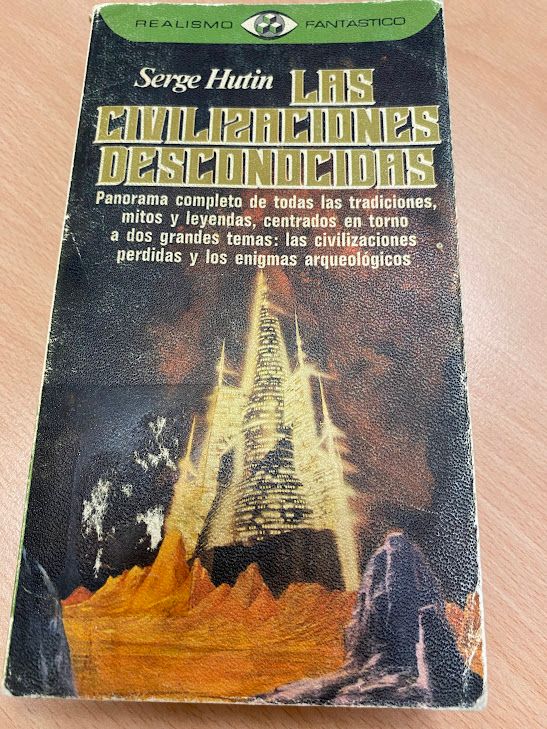 REALISMO FANTASTICO
Serge Hutin LAS
CIVILIZACIONES
DESCONOCIDAS
Panorama completo de todas las tradiciones,
mitos y leyendas, centrados en torno
a dos grandes temas: las civilizaciones
perdidas y los enigmas arqueológicos